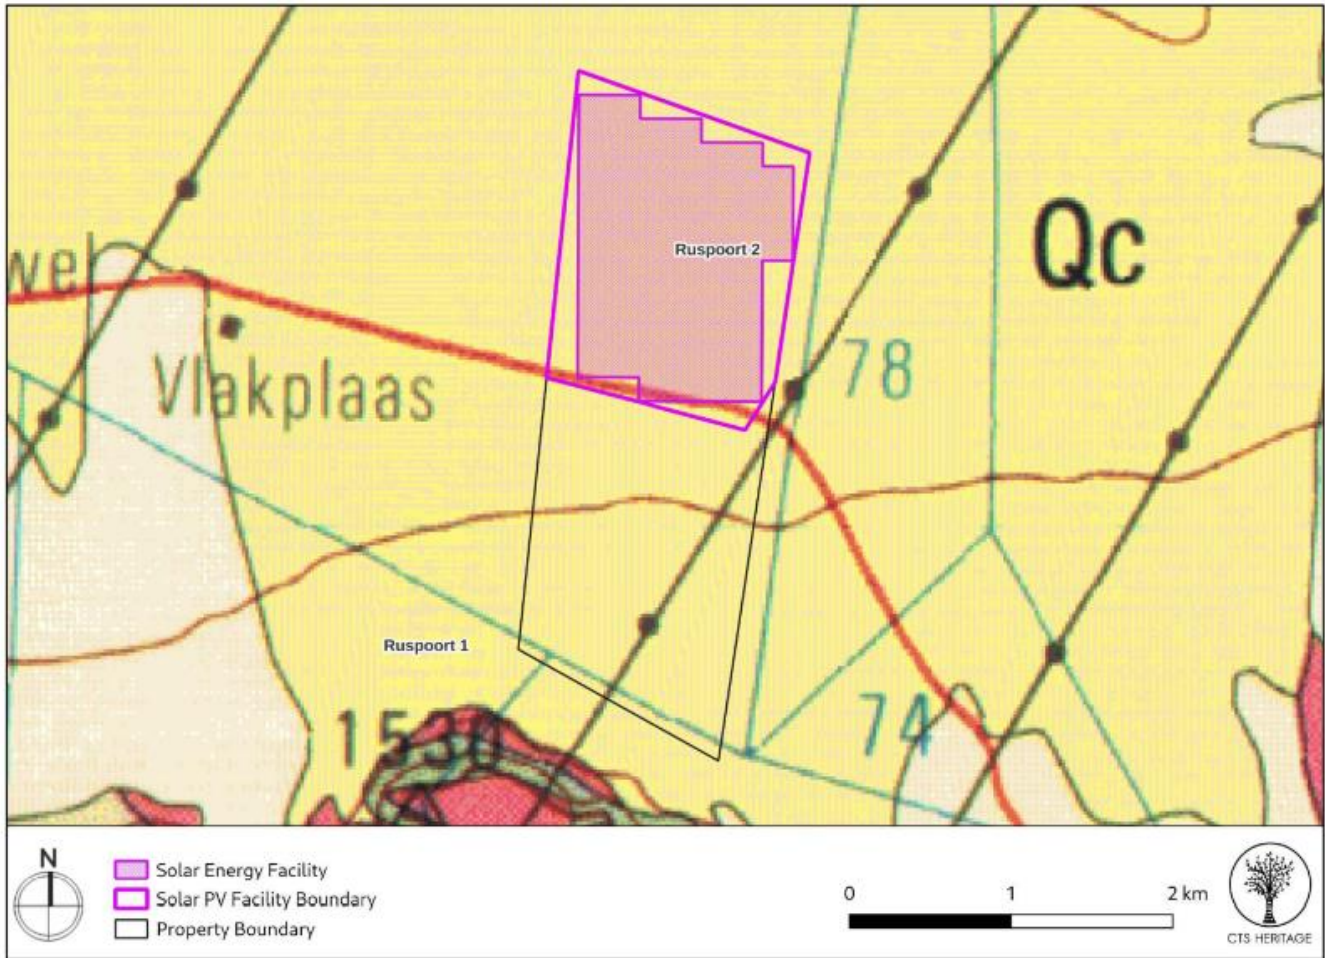 Ruspoort 2
Qc
wel
78
Vlakplaas
Ruspoort 1
1530
74
N
Solar Energy Facility
Solar PV Facility Boundary
Property Boundary
0 1 2 km
CTS HERITAGE